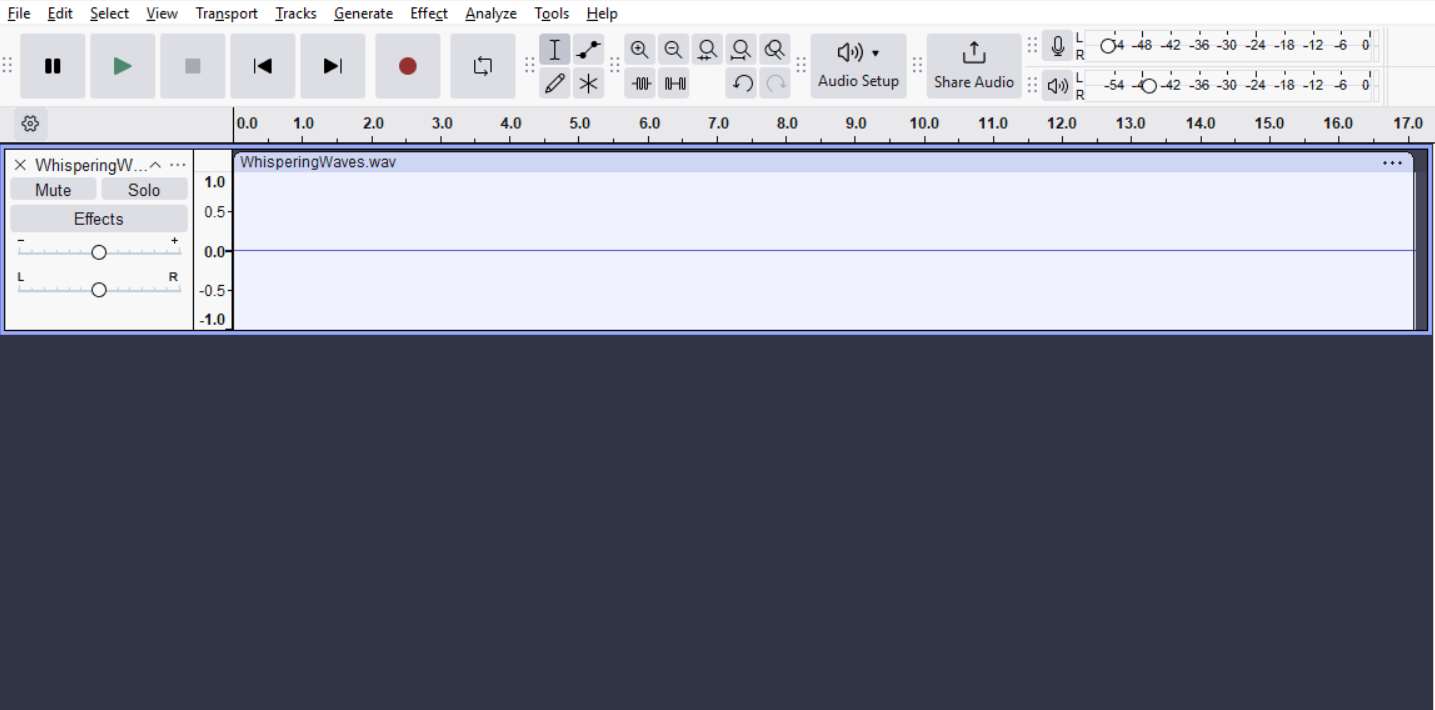 File Edit Select View Transport Tracks Generate Effect Analyze Tools Help
Audio Setup
Share Audio
L
R
-48 -42 -36 -30 -24 -18 -12 -6 0
L
R
-54 -42 -36 -30 -24 -18 -12 -6 0
0.0 1.0 2.0 3.0 4.0 5.0 6.0 7.0 8.0 9.0 10.0 11.0 12.0 13.0 14.0 15.0 16.0 17.0
WhisperingW...
Mute Solo
Effects
- +
L R
1.0
0.5
0.0
-0.5
-1.0
WhisperingWaves.wav